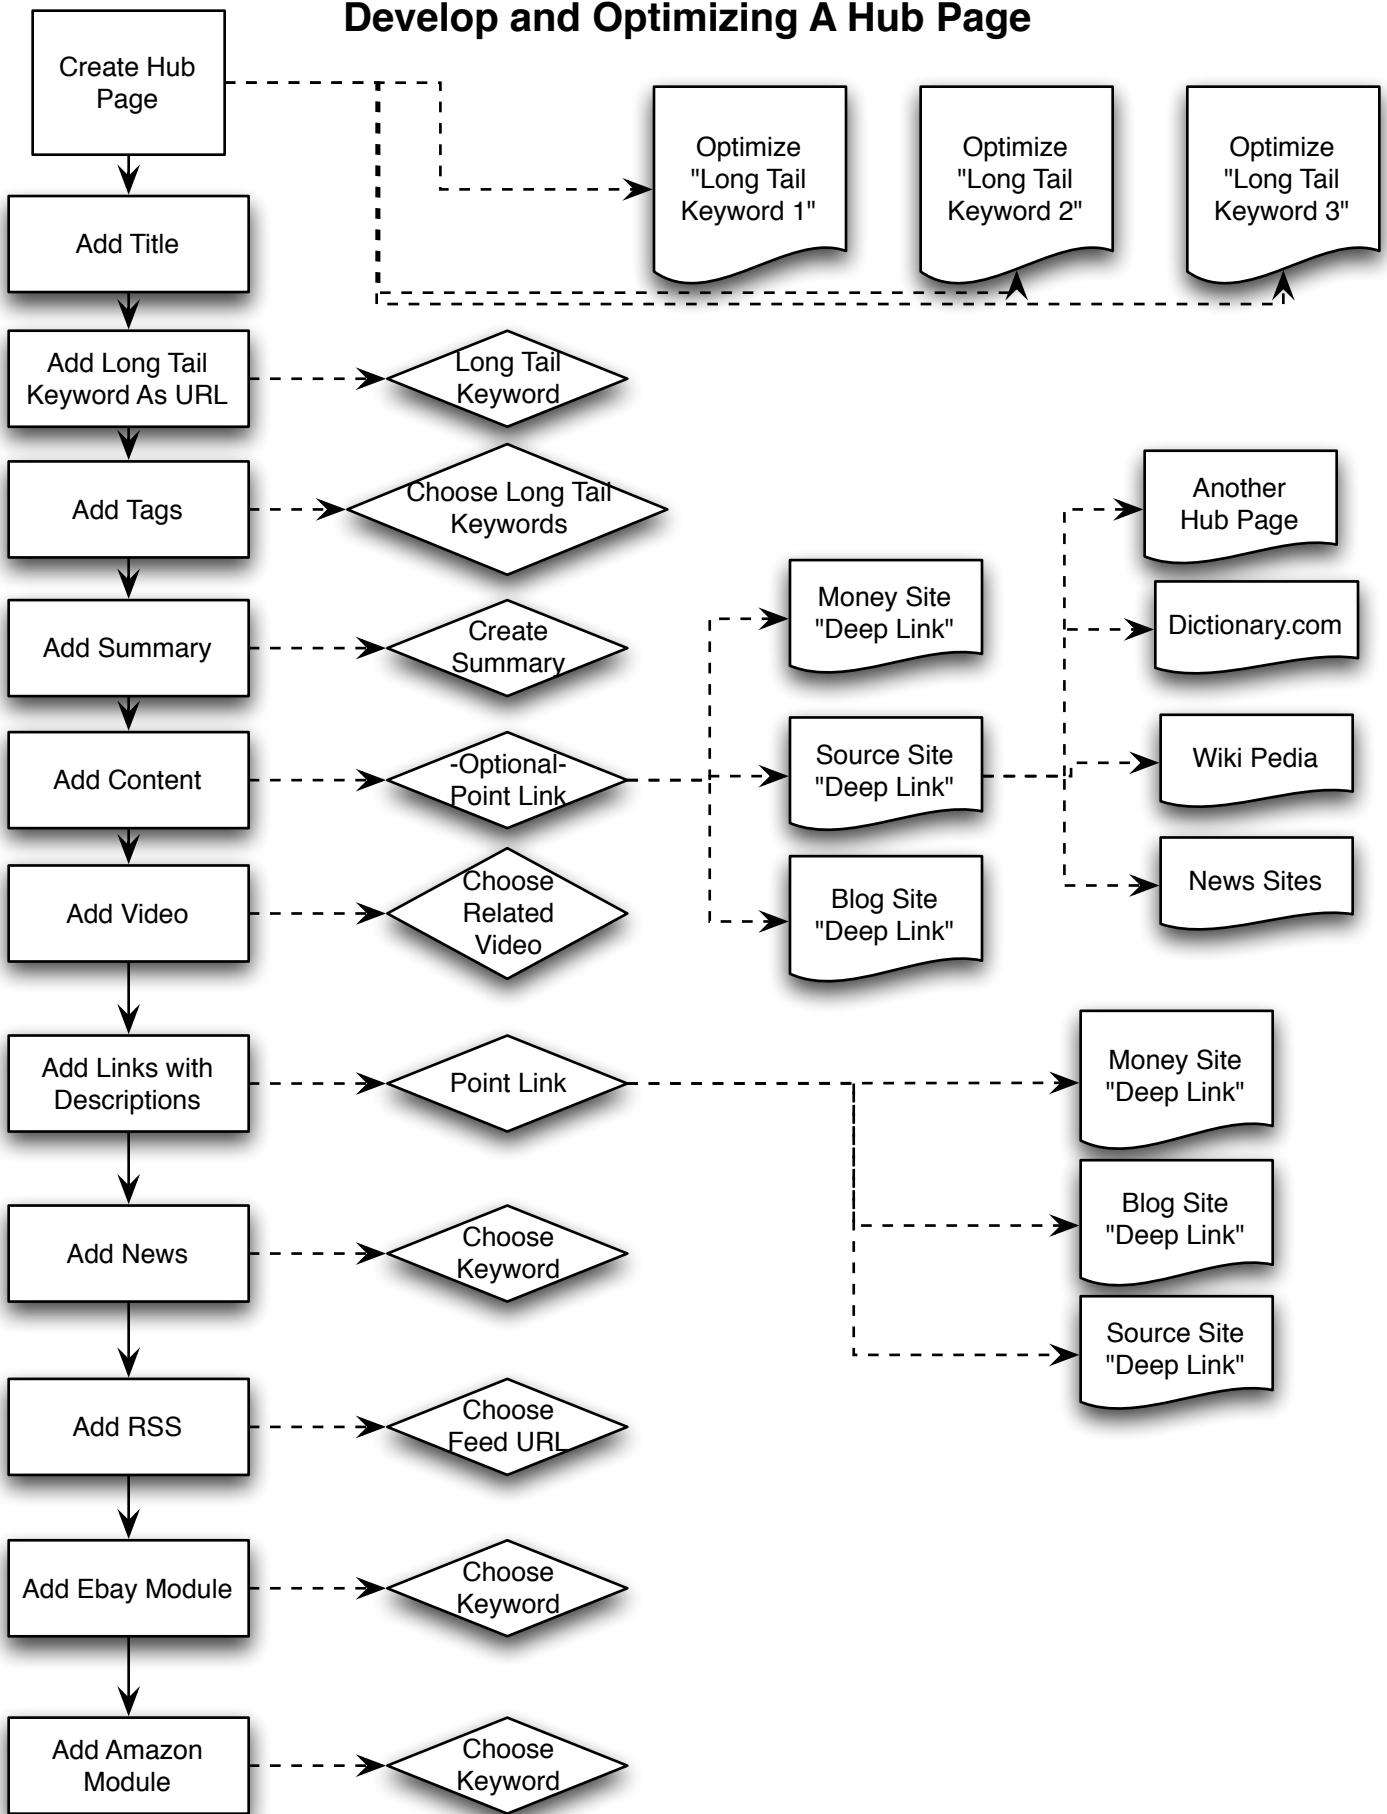 Develop and Optimizing A Hub Page
Create Hub
Page
Optimize
"Long Tail
Keyword 1"
Optimize
"Long Tail
Keyword 2"
Optimize
"Long Tail
Keyword 3"
Add Title
Add Long Tail
Keyword As URL
Long Tail
Keyword
Add Tags
Choose Long Tail
Keywords
Another
Hub Page
Money Site
"Deep Link"
Dictionary.com
Add Summary
Create
Summary
Add Content
-Optional-
Point Link
Source Site
"Deep Link"
Wiki Pedia
Add Video
Choose
Related
Video
Blog Site
"Deep Link"
News Sites
Add Links with
Descriptions
Point Link
Money Site
"Deep Link"
Blog Site
"Deep Link"
Add News
Choose
Keyword
Source Site
"Deep Link"
Add RSS
Choose
Feed URL
Add Ebay Module
Choose
Keyword
Add Amazon
Module
Choose
Keyword